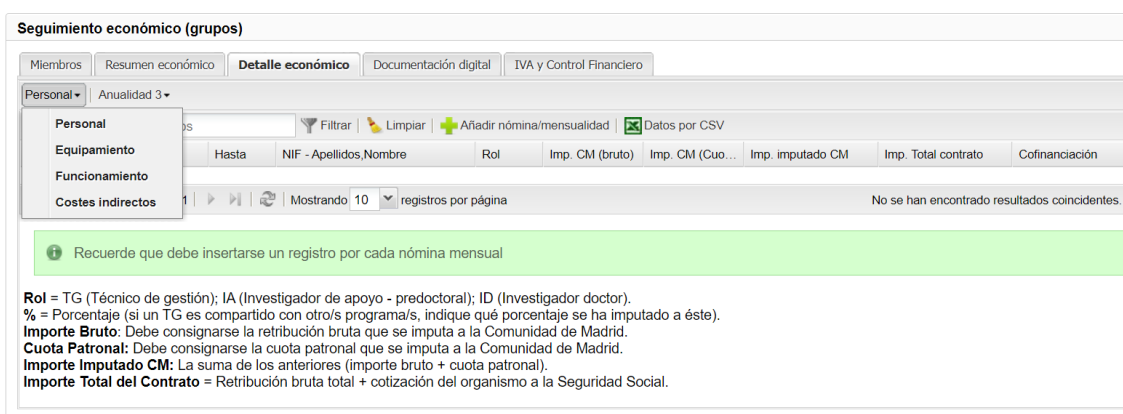 Seguimiento económico (grupos)
Miembros Resumen económico Detalle económico Documentación digital IVA y Control Financiero
Personal Anualidad 3
Personal
Equipamiento
Funcionamiento
Costes indirectos
os Filtrar Limpiar Añadir nómina/mensualidad Datos por CSV
Hasta NIF - Apellidos,Nombre Rol Imp. CM (bruto) Imp. CM (Cuo... Imp. imputado CM Imp. Total contrato Cofinanciación
1 Mostrando 10 registros por página No se han encontrado resultados coincidentes.
Recuerde que debe insertarse un registro por cada nómina mensual
Rol = TG (Técnico de gestión); IA (Investigador de apoyo - predoctoral); ID (Investigador doctor).
% = Porcentaje (si un TG es compartido con otro/s programa/s, indique qué porcentaje se ha imputado a éste).
Importe Bruto: Debe consignarse la retribución bruta que se imputa a la Comunidad de Madrid.
Cuota Patronal: Debe consignarse la cuota patronal que se imputa a la Comunidad de Madrid.
Importe Imputado CM: La suma de los anteriores (importe bruto + cuota patronal).
Importe Total del Contrato = Retribución bruta total + cotización del organismo a la Seguridad Social.